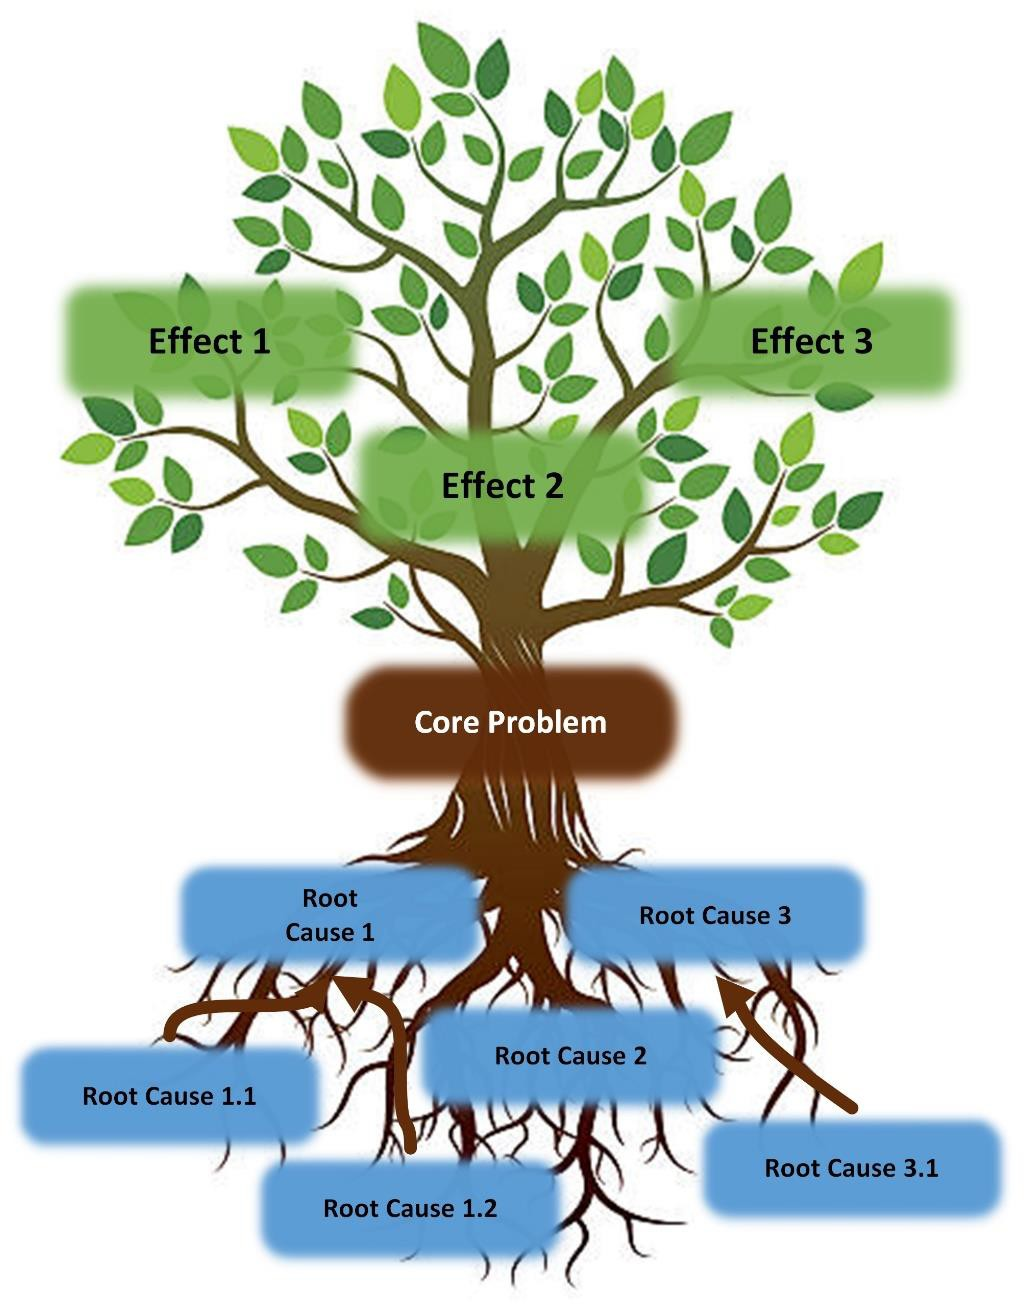 Effect 1
Effect 3
Effect 2
Core Problem
Root
Cause 1
Root Cause 3
Root Cause 2
Root Cause 1.1
Root Cause 3.1
Root Cause 1.2